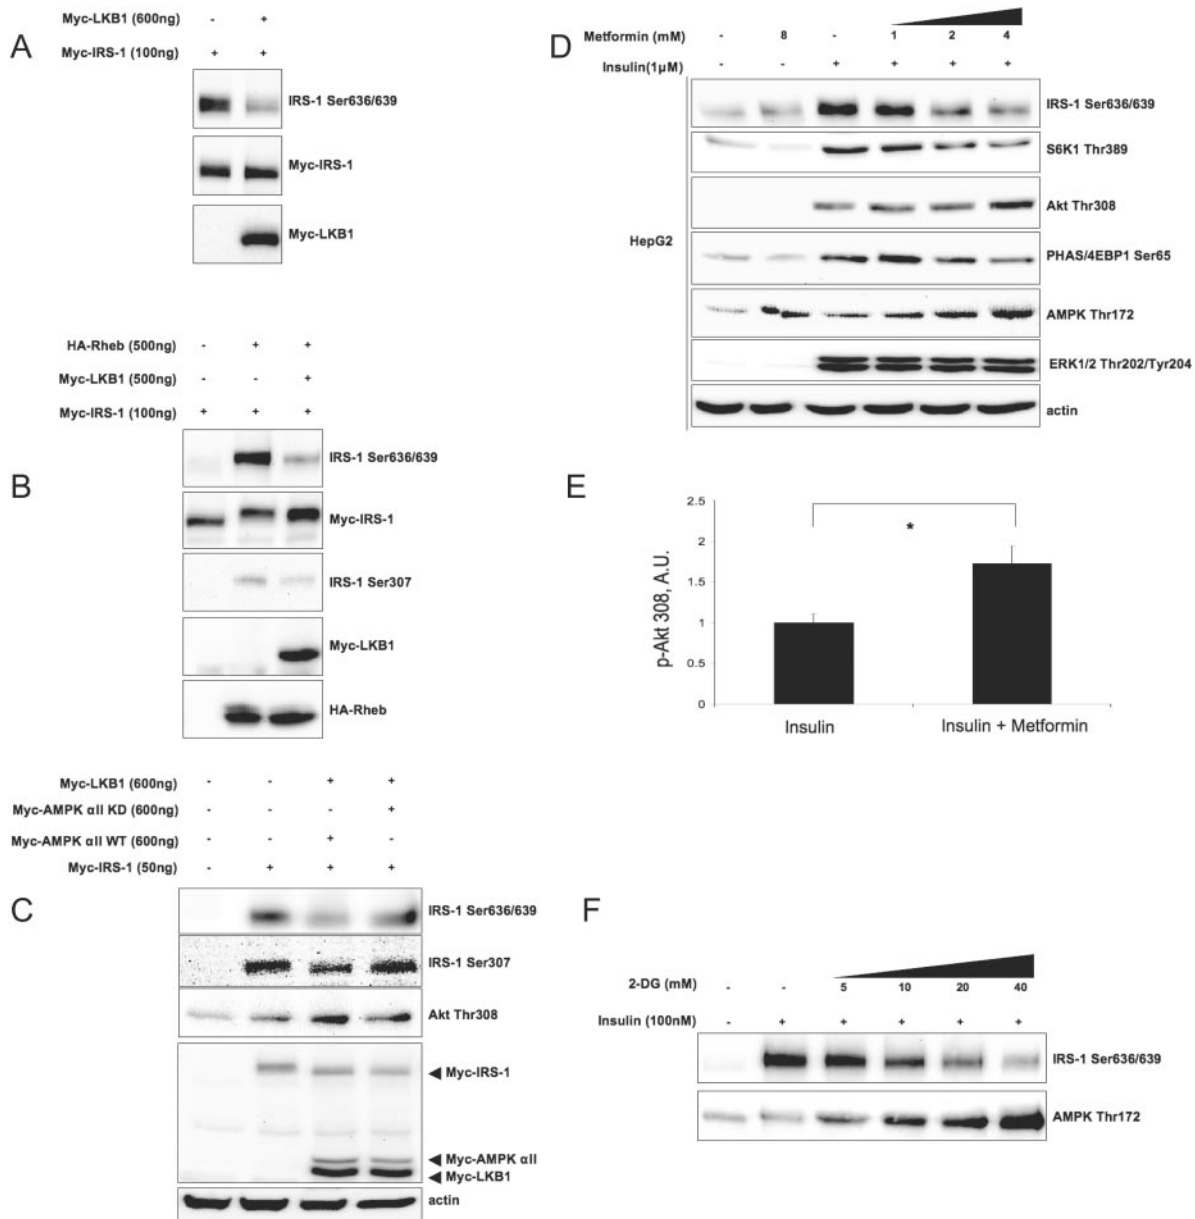 A
Myc-LKB1 (600ng) - +
Myc-IRS-1 (100ng) + +
IRS-1 Ser636/639
Myc-IRS-1
Myc-LKB1
B
HA-Rheb (500ng) - + +
Myc-LKB1 (500ng) - - +
Myc-IRS-1 (100ng) + + +
IRS-1 Ser636/639
Myc-IRS-1
IRS-1 Ser307
Myc-LKB1
HA-Rheb
C
Myc-LKB1 (600ng) - - + +
Myc-AMPK αII KD (600ng) - - - +
Myc-AMPK αII WT (600ng) - - + -
Myc-IRS-1 (50ng) - + + +
IRS-1 Ser636/639
IRS-1 Ser307
Akt Thr308
Myc-IRS-1
Myc-AMPK αII
Myc-LKB1
actin
D
Metformin (mM) - 8 - 1 2 4
Insulin(1µM) - - + + + +
HepG2
IRS-1 Ser636/639
S6K1 Thr389
Akt Thr308
PHAS/4EBP1 Ser65
AMPK Thr172
ERK1/2 Thr202/Tyr204
actin
E
p-Akt 308, A.U.
2.5
2
1.5
1
0.5
0
*
Insulin
Insulin + Metformin
F
2-DG (mM) - - 5 10 20 40
Insulin (100nM) - + + + + +
IRS-1 Ser636/639
AMPK Thr172